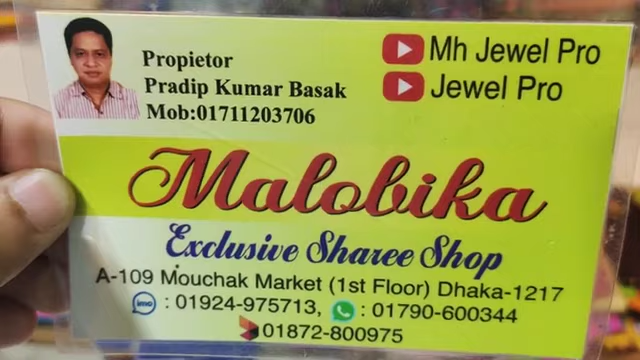 Propietor
Pradip Kumar Basak
Mob:01711203706
Mh Jewel Pro
Jewel Pro
Malobika
Exclusive Sharee Shop
A-109 Mouchak Market (1st Floor) Dhaka-1217
imo : 01924-975713, : 01790-600344
01872-800975